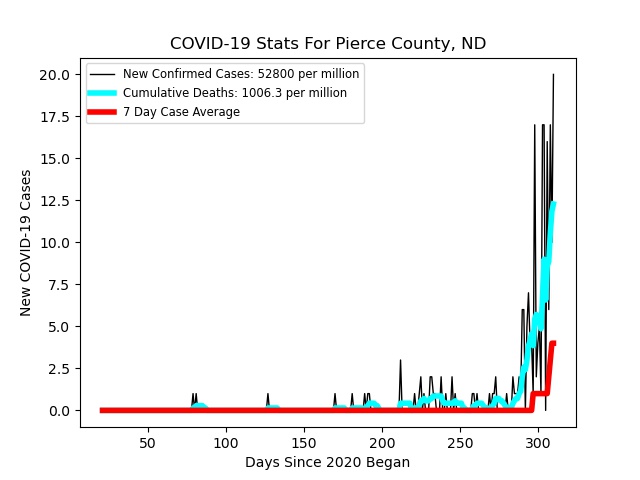 COVID-19 Stats For Pierce County, ND
New Confirmed Cases: 52800 per million
Cumulative Deaths: 1006.3 per million
7 Day Case Average
New COVID-19 Cases
20.0
17.5
15.0
12.5
10.0
7.5
5.0
2.5
0.0
50 100 150 200 250 300
Days Since 2020 Began